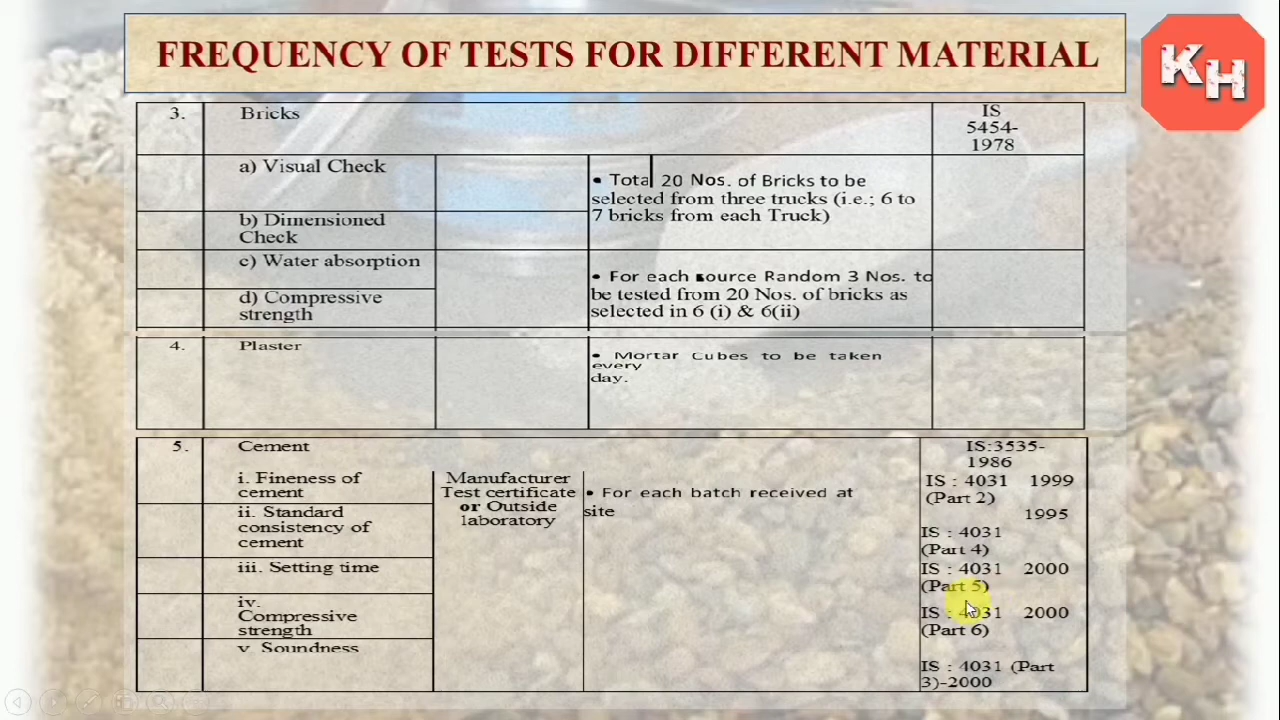 FREQUENCY OF TESTS FOR DIFFERENT MATERIAL
KH
3.
Bricks
IS
5454-
1978
a) Visual Check
• Total 20 Nos. of Bricks to be
selected from three trucks (i.e.; 6 to
7 bricks from each Truck)
b) Dimensioned
Check
c) Water absorption
• For each source Random 3 Nos. to
be tested from 20 Nos. of bricks as
selected in 6 (i) & 6(ii)
d) Compressive
strength
4.
Plaster
• Mortar Cubes to be taken
every
day.
5.
Cement
IS:3535-
1986
i. Fineness of
cement
Manufacturer
Test certificate
or Outside
laboratory
• For each batch received at
site
IS : 4031 1999
(Part 2)
ii. Standard
consistency of
cement
1995
IS : 4031
(Part 4)
iii. Setting time
IS : 4031 2000
(Part 5)
iv.
Compressive
strength
IS : 4031 2000
(Part 6)
v. Soundness
IS : 4031 (Part
3)-2000